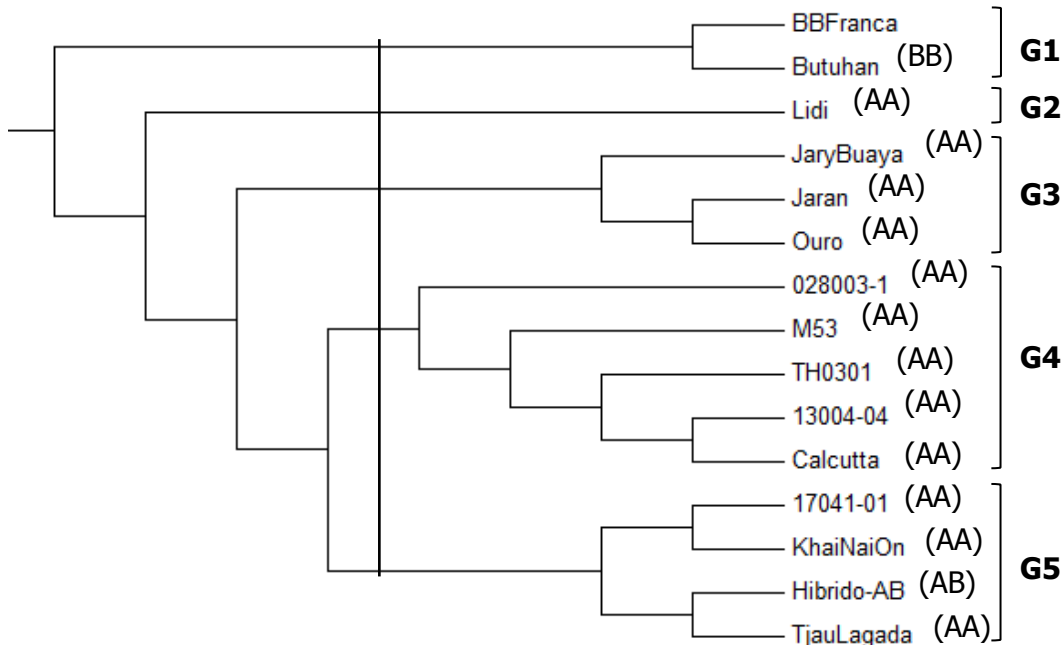 BBFranca
G1
Butuhan (BB)
Lidi (AA)
G2
JaryBuaya (AA)
Jaran (AA)
G3
Ouro (AA)
028003-1 (AA)
M53 (AA)
G4
TH0301 (AA)
13004-04 (AA)
Calcutta (AA)
17041-01 (AA)
KhaiNaiOn (AA)
G5
Hibrido-AB (AB)
TjauLagada (AA)